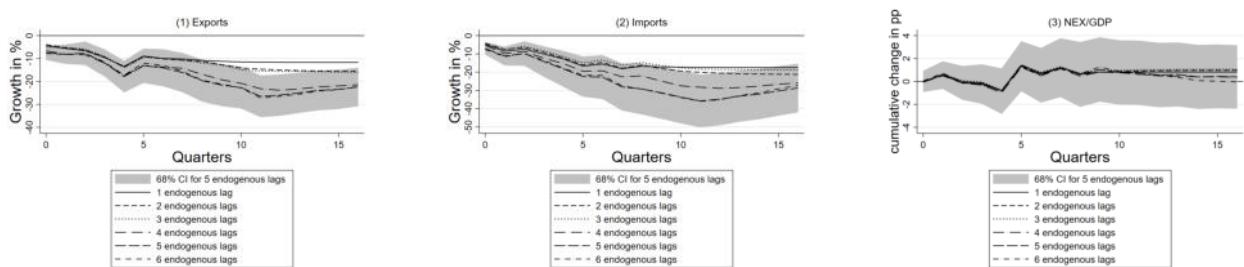 (1) Exports
Growth in %
0
-10
-20
-30
-40
0 5 10 15
Quarters
68% CI for 5 endogenous lags
1 endogenous lag
2 endogenous lags
3 endogenous lags
4 endogenous lags
5 endogenous lags
6 endogenous lags
(2) Imports
Growth in %
0
-10
-20
-30
-40
-50
0 5 10 15
Quarters
68% CI for 5 endogenous lags
1 endogenous lag
2 endogenous lags
3 endogenous lags
4 endogenous lags
5 endogenous lags
6 endogenous lags
(3) NEX/GDP
cumulative change in pp
4
2
0
-2
-4
0 5 10 15
Quarters
68% CI for 5 endogenous lags
1 endogenous lag
2 endogenous lags
3 endogenous lags
4 endogenous lags
5 endogenous lags
6 endogenous lags